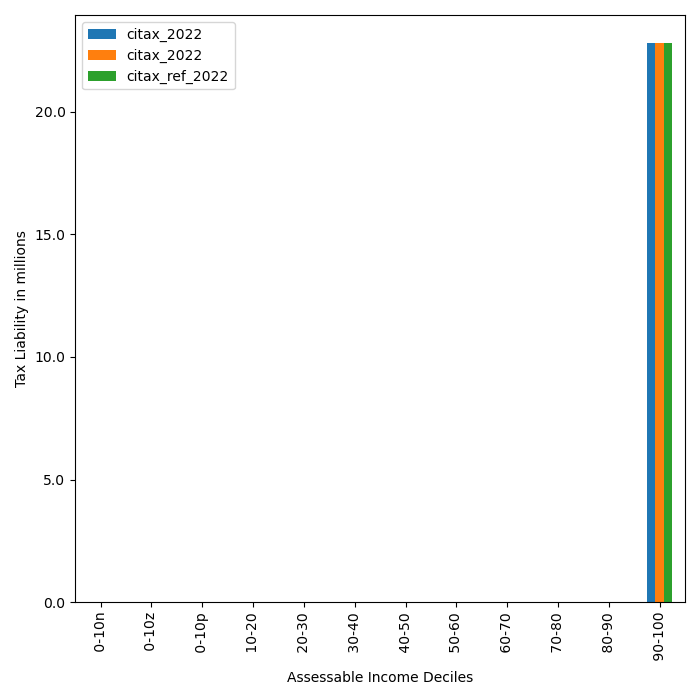 citax_2022
citax_2022
citax_ref_2022
Tax Liability in millions
20.0
15.0
10.0
5.0
0.0
0-10n
0-10z
0-10p
10-20
20-30
30-40
40-50
50-60
60-70
70-80
80-90
90-100
Assessable Income Deciles